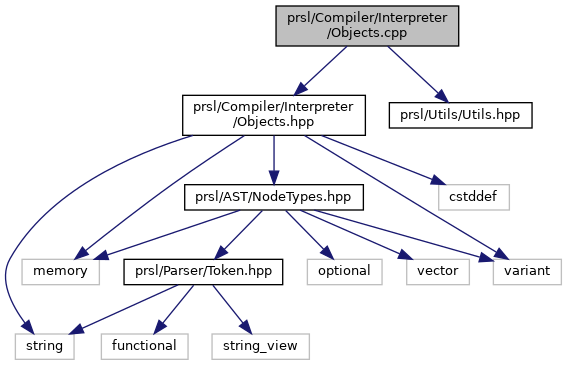 prsl/Compiler/Interpreter
/Objects.cpp
prsl/Compiler/Interpreter
/Objects.hpp
prsl/Utils/Utils.hpp
prsl/AST/NodeTypes.hpp
cstddef
memory
prsl/Parser/Token.hpp
optional
vector
variant
string
functional
string_view